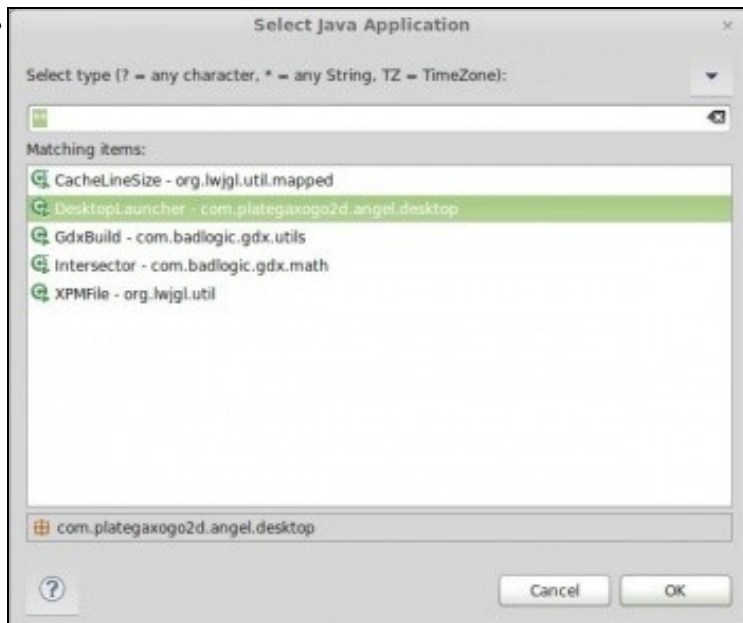 Select Java Application
Select type (? = any character, * = any String, TZ = TimeZone):
**
Matching items:
CacheLineSize - org.lwjgl.util.mapped
DesktopLauncher - com.plategaxogo2d.angel.desktop
GdxBuild - com.badlogic.gdx.utils
Intersector - com.badlogic.gdx.math
XPMFile - org.lwjgl.util
com.plategaxogo2d.angel.desktop
? Cancel OK